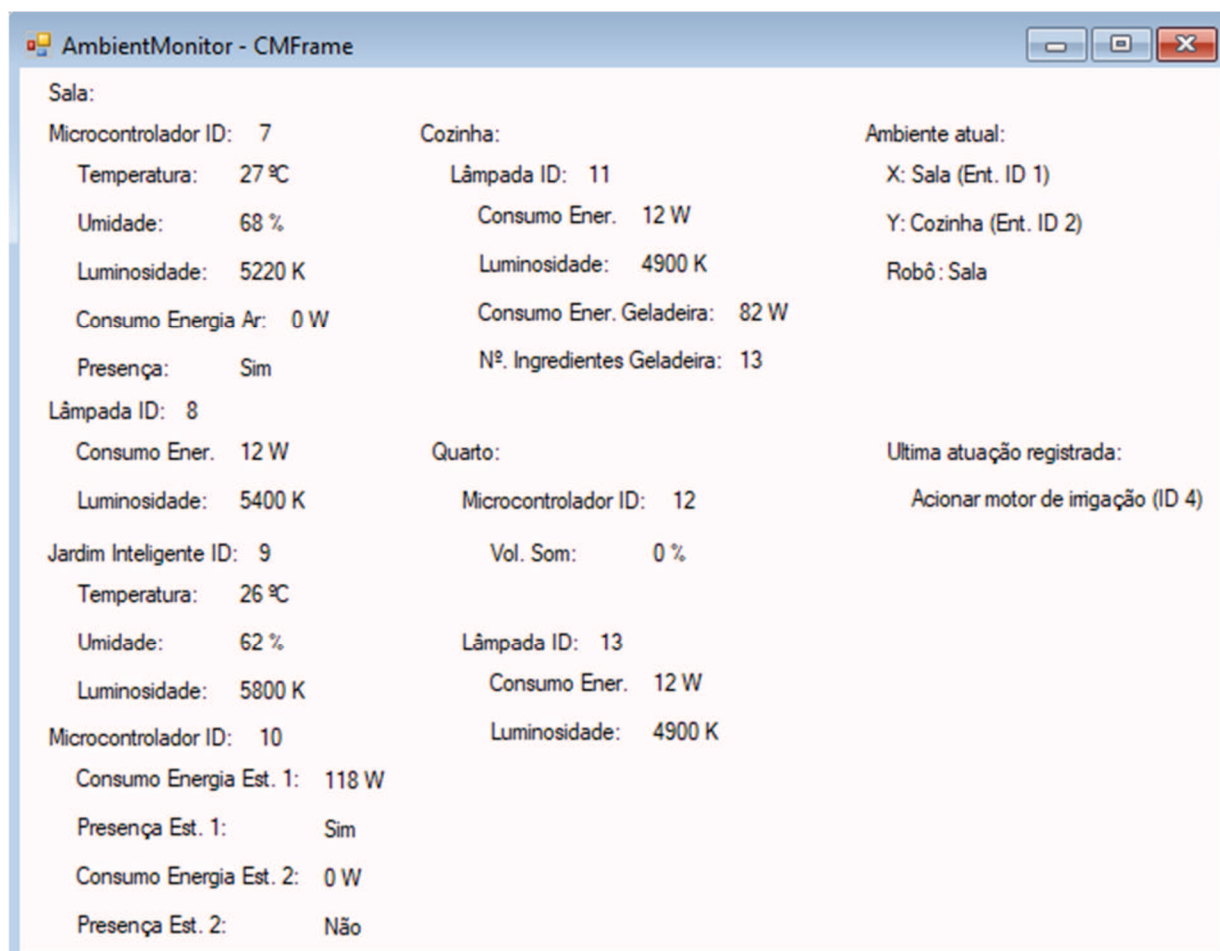 AmbientMonitor - CMFrame
Sala:
Microcontrolador ID: 7
Temperatura: 27 ºC
Umidade: 68 %
Luminosidade: 5220 K
Consumo Energia Ar: 0 W
Presença: Sim
Lâmpada ID: 8
Consumo Ener. 12 W
Luminosidade: 5400 K
Jardim Inteligente ID: 9
Temperatura: 26 ºC
Umidade: 62 %
Luminosidade: 5800 K
Microcontrolador ID: 10
Consumo Energia Est. 1: 118 W
Presença Est. 1: Sim
Consumo Energia Est. 2: 0 W
Presença Est. 2: Não
Cozinha:
Lâmpada ID: 11
Consumo Ener. 12 W
Luminosidade: 4900 K
Consumo Ener. Geladeira: 82 W
Nº. Ingredientes Geladeira: 13
Quarto:
Microcontrolador ID: 12
Vol. Som: 0 %
Lâmpada ID: 13
Consumo Ener. 12 W
Luminosidade: 4900 K
Ambiente atual:
X: Sala (Ent. ID 1)
Y: Cozinha (Ent. ID 2)
Robô : Sala
Ultima atuação registrada:
Acionar motor de irrigação (ID 4)